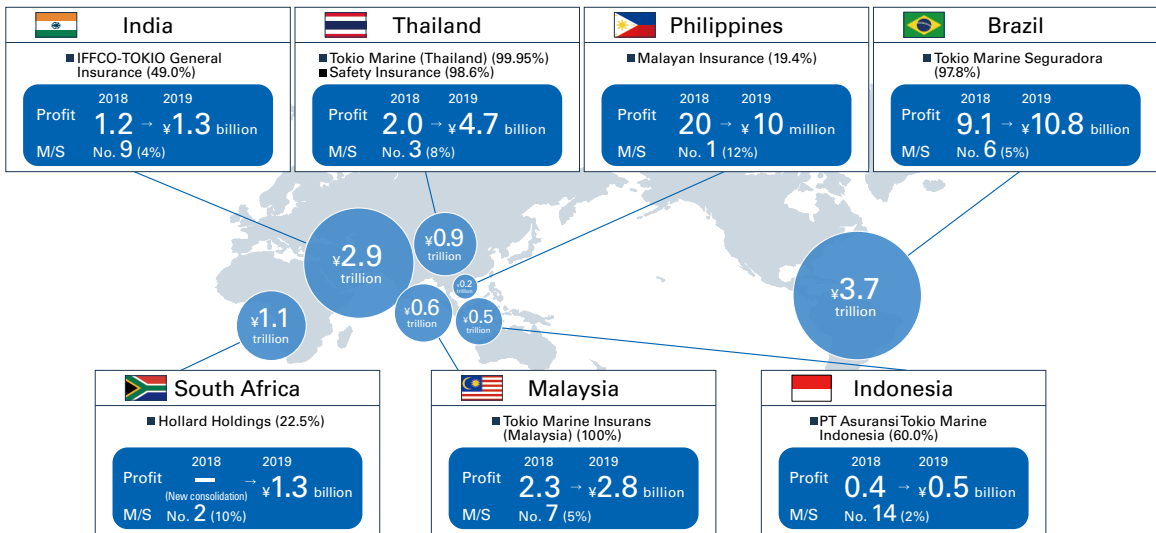 India
■ IFFCO-TOKIO General
Insurance (49.0%)
2018 2019
Profit 1.2 → ¥1.3 billion
M/S No. 9 (4%)
Thailand
■ Tokio Marine (Thailand) (99.95%)
■ Safety Insurance (98.6%)
2018 2019
Profit 2.0 → ¥4.7 billion
M/S No. 3 (8%)
Philippines
■ Malayan Insurance (19.4%)
2018 2019
Profit 20 → ¥10 million
M/S No. 1 (12%)
Brazil
■ Tokio Marine Seguradora
(97.8%)
2018 2019
Profit 9.1 → ¥10.8 billion
M/S No. 6 (5%)
¥2.9
trillion
¥0.9
trillion
¥0.2
trillion
¥0.6
trillion
¥0.5
trillion
¥1.1
trillion
¥3.7
trillion
South Africa
■ Hollard Holdings (22.5%)
2018 2019
Profit — → ¥1.3 billion
(New consolidation)
M/S No. 2 (10%)
Malaysia
■ Tokio Marine Insurans
(Malaysia) (100%)
2018 2019
Profit 2.3 → ¥2.8 billion
M/S No. 7 (5%)
Indonesia
■ PT Asuransi Tokio Marine
Indonesia (60.0%)
2018 2019
Profit 0.4 → ¥0.5 billion
M/S No. 14 (2%)